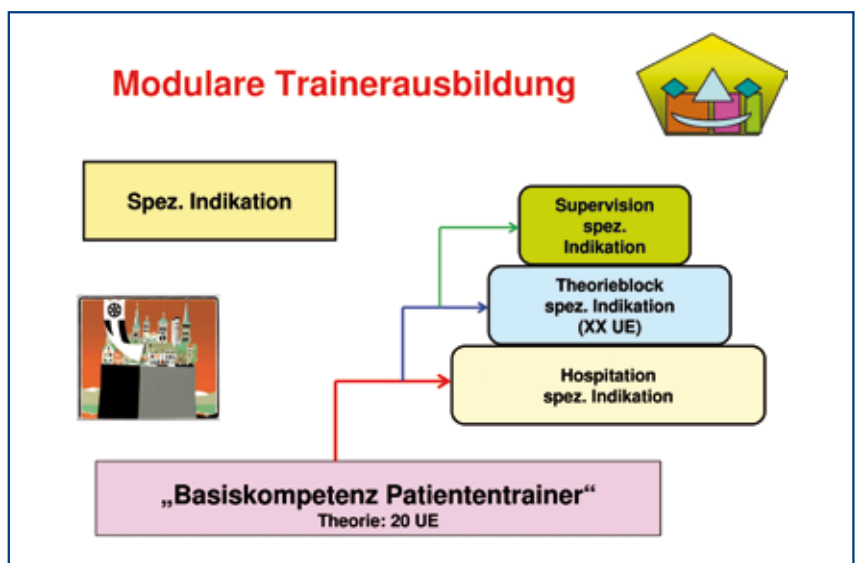 Modulare Trainerausbildung
Spez. Indikation
Supervision
spez.
Indikation
Theorieblock
spez. Indikation
(XX UE)
Hospitation
spez. Indikation
„Basiskompetenz Patiententrainer“
Theorie: 20 UE